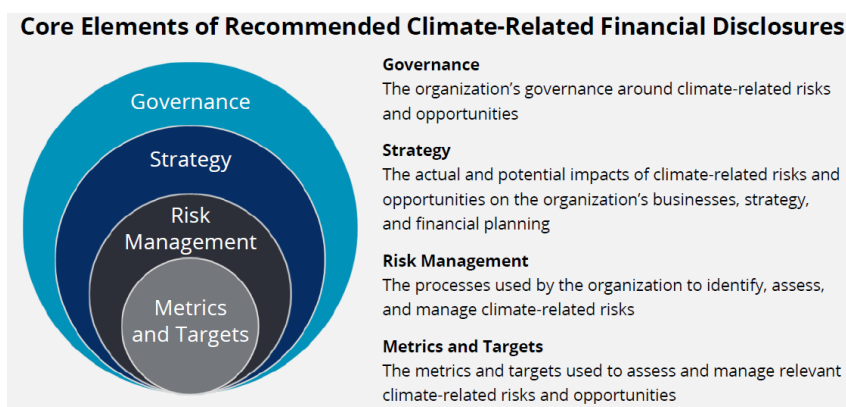 Core Elements of Recommended Climate-Related Financial Disclosures
Governance
Strategy
Risk
Management
Metrics
and Targets
Governance
The organization’s governance around climate-related risks
and opportunities
Strategy
The actual and potential impacts of climate-related risks and
opportunities on the organization’s businesses, strategy,
and financial planning
Risk Management
The processes used by the organization to identify, assess,
and manage climate-related risks
Metrics and Targets
The metrics and targets used to assess and manage relevant
climate-related risks and opportunities